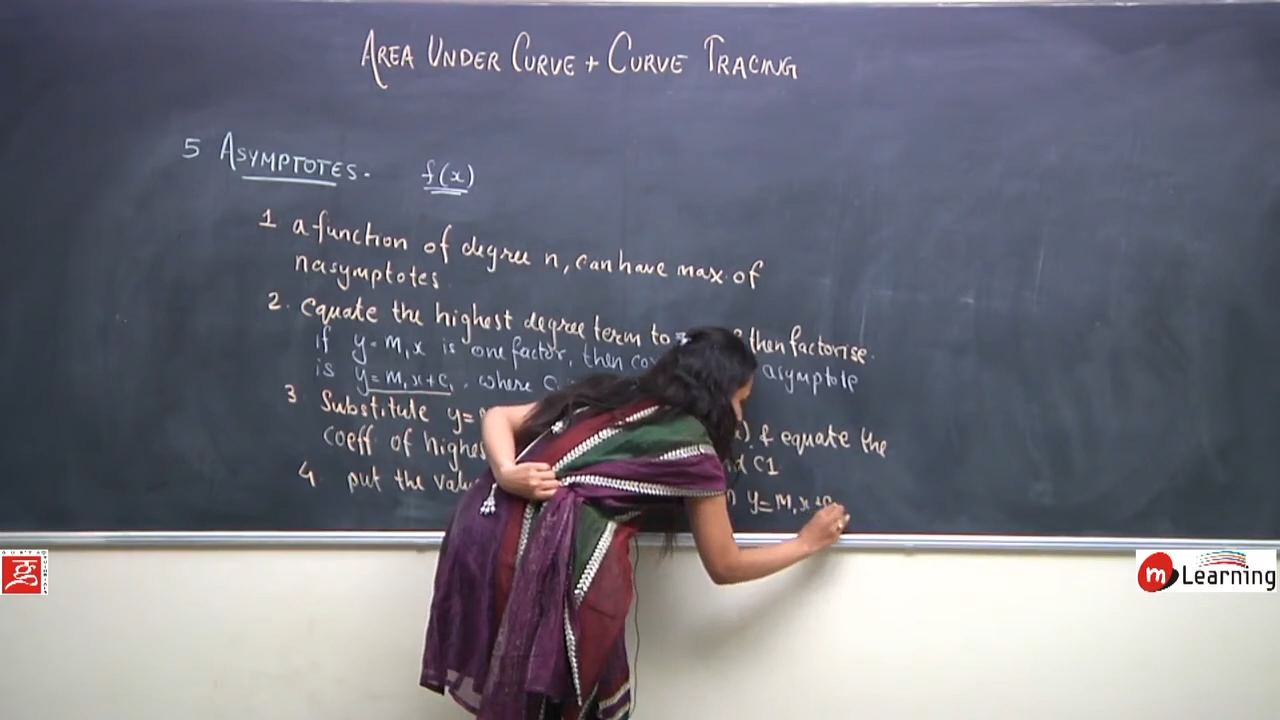 AREA UNDER CURVE + CURVE TRACING
5 ASYMPTOTES. f(x)
1 a function of degree n, can have max. of
n asymptotes.
2. equate the highest degree term to then factorise.
if y = M₁x is one factor, then asymptote
is y = M₁x + C₁, where C₁
3 Substitute y= & equate the
coeff. of C1.
4. put the y = M₁x +
m Learning